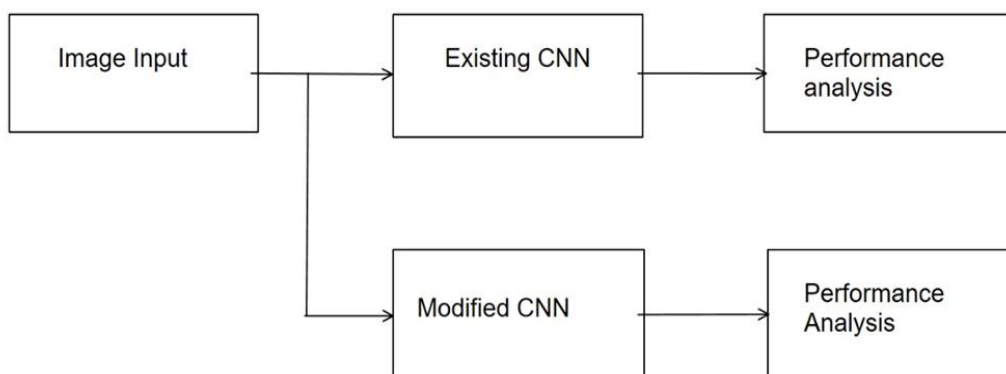 Image Input
Existing CNN
Performance
analysis
Modified CNN
Performance
Analysis